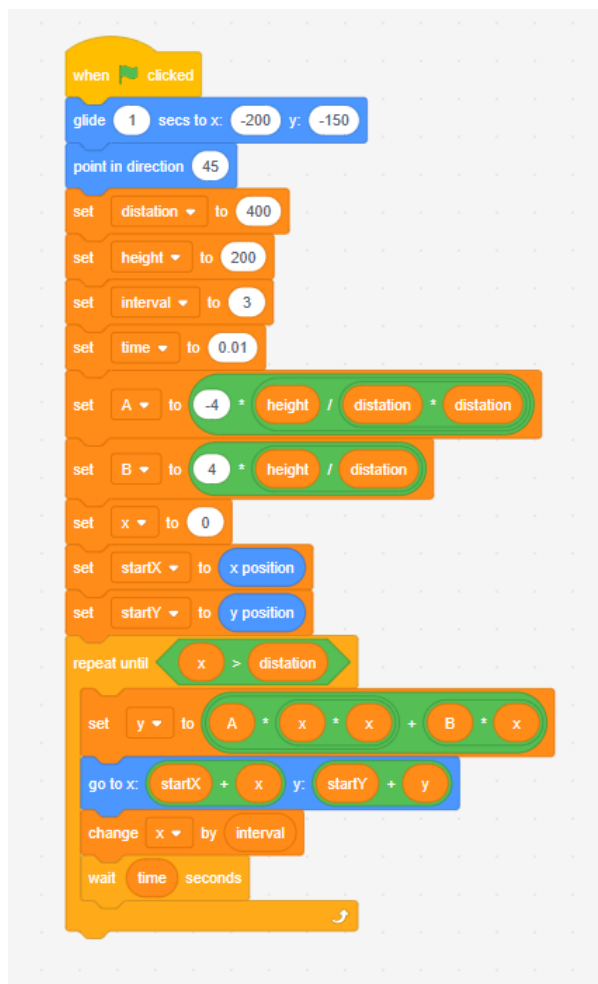 when clicked
glide 1 secs to x: -200 y: -150
point in direction 45
set distation to 400
set height to 200
set interval to 3
set time to 0.01
set A to -4 * height / distation * distation
set B to 4 * height / distation
set x to 0
set startX to x position
set startY to y position
repeat until x > distation
set y to A * x * x + B * x
go to x: startX + x y: startY + y
change x by interval
wait time seconds